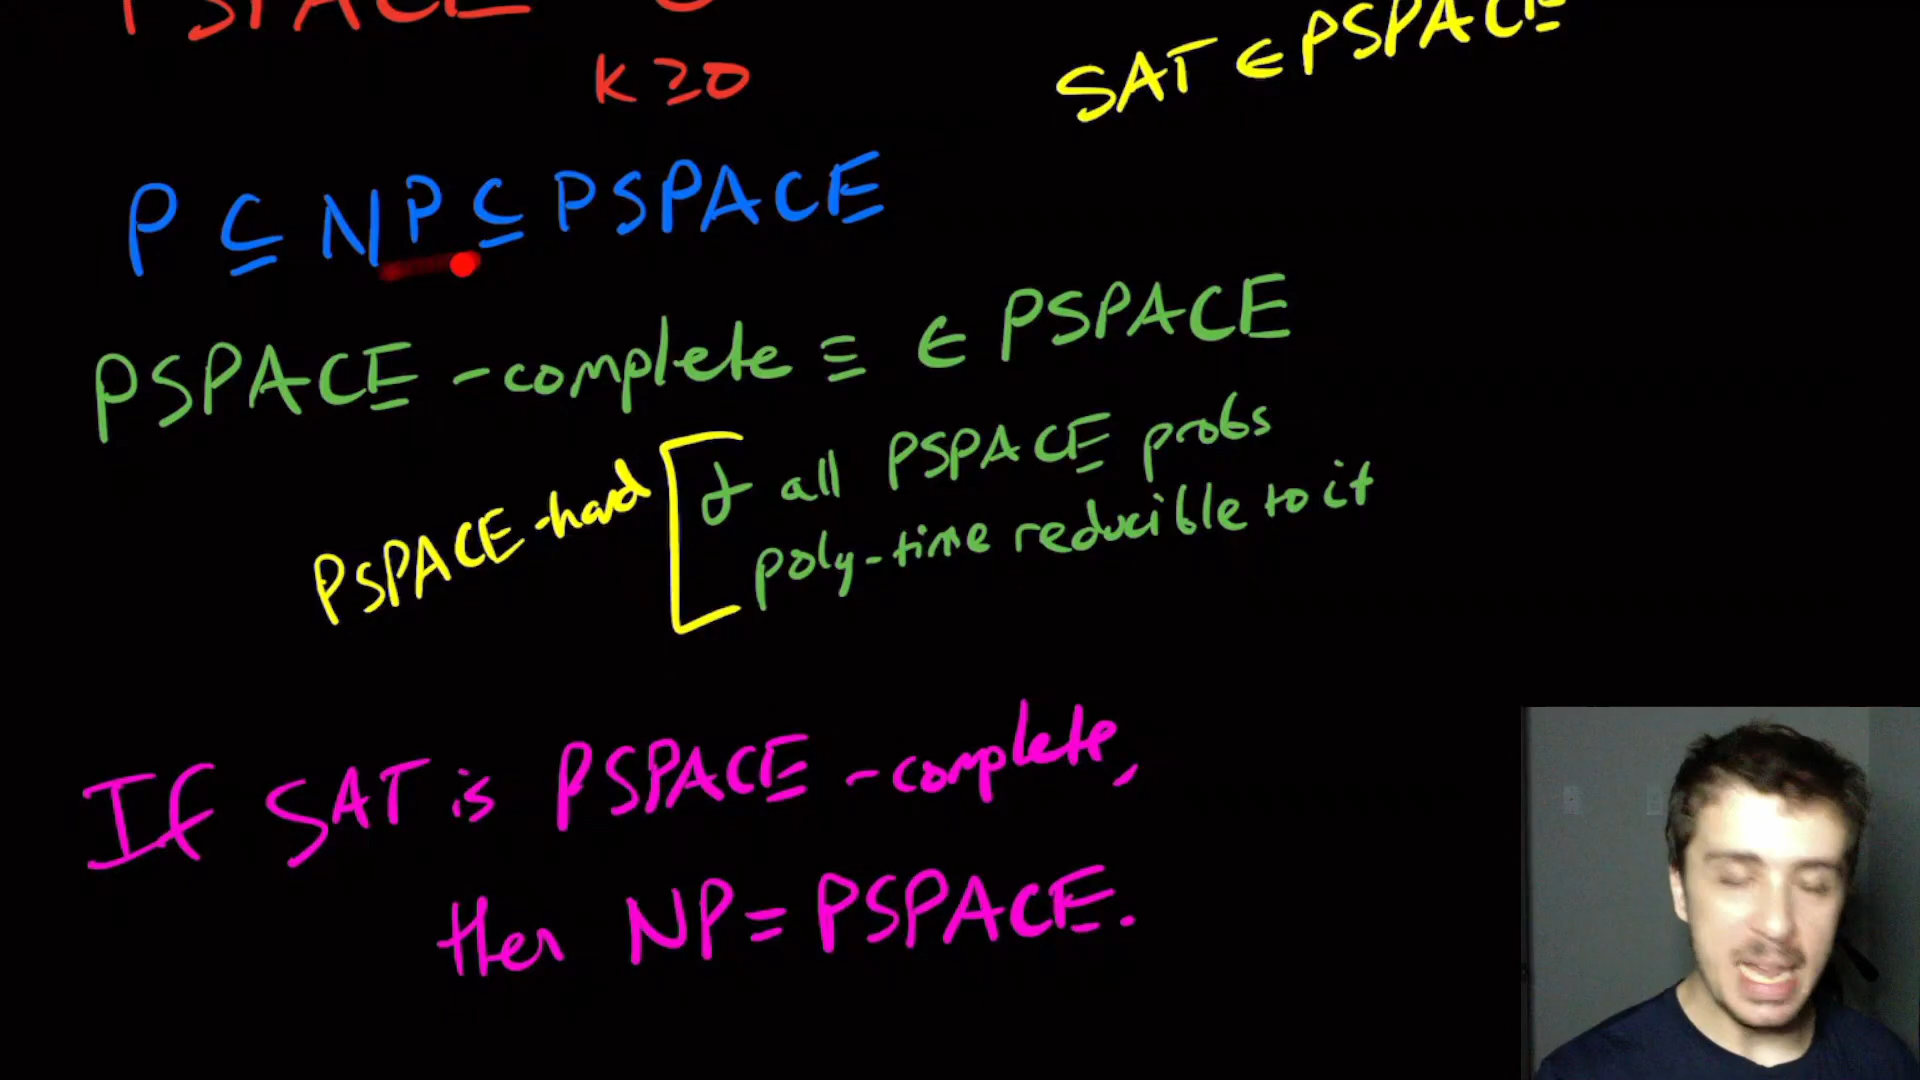 PSPACE
K ≥ 0
SAT ∈ PSPACE
P ⊆ NP ⊆ PSPACE
PSPACE-complete ≡ ∈ PSPACE
& all PSPACE probs
poly-time reducible to it
PSPACE-hard
If SAT is PSPACE-complete,
then NP = PSPACE.